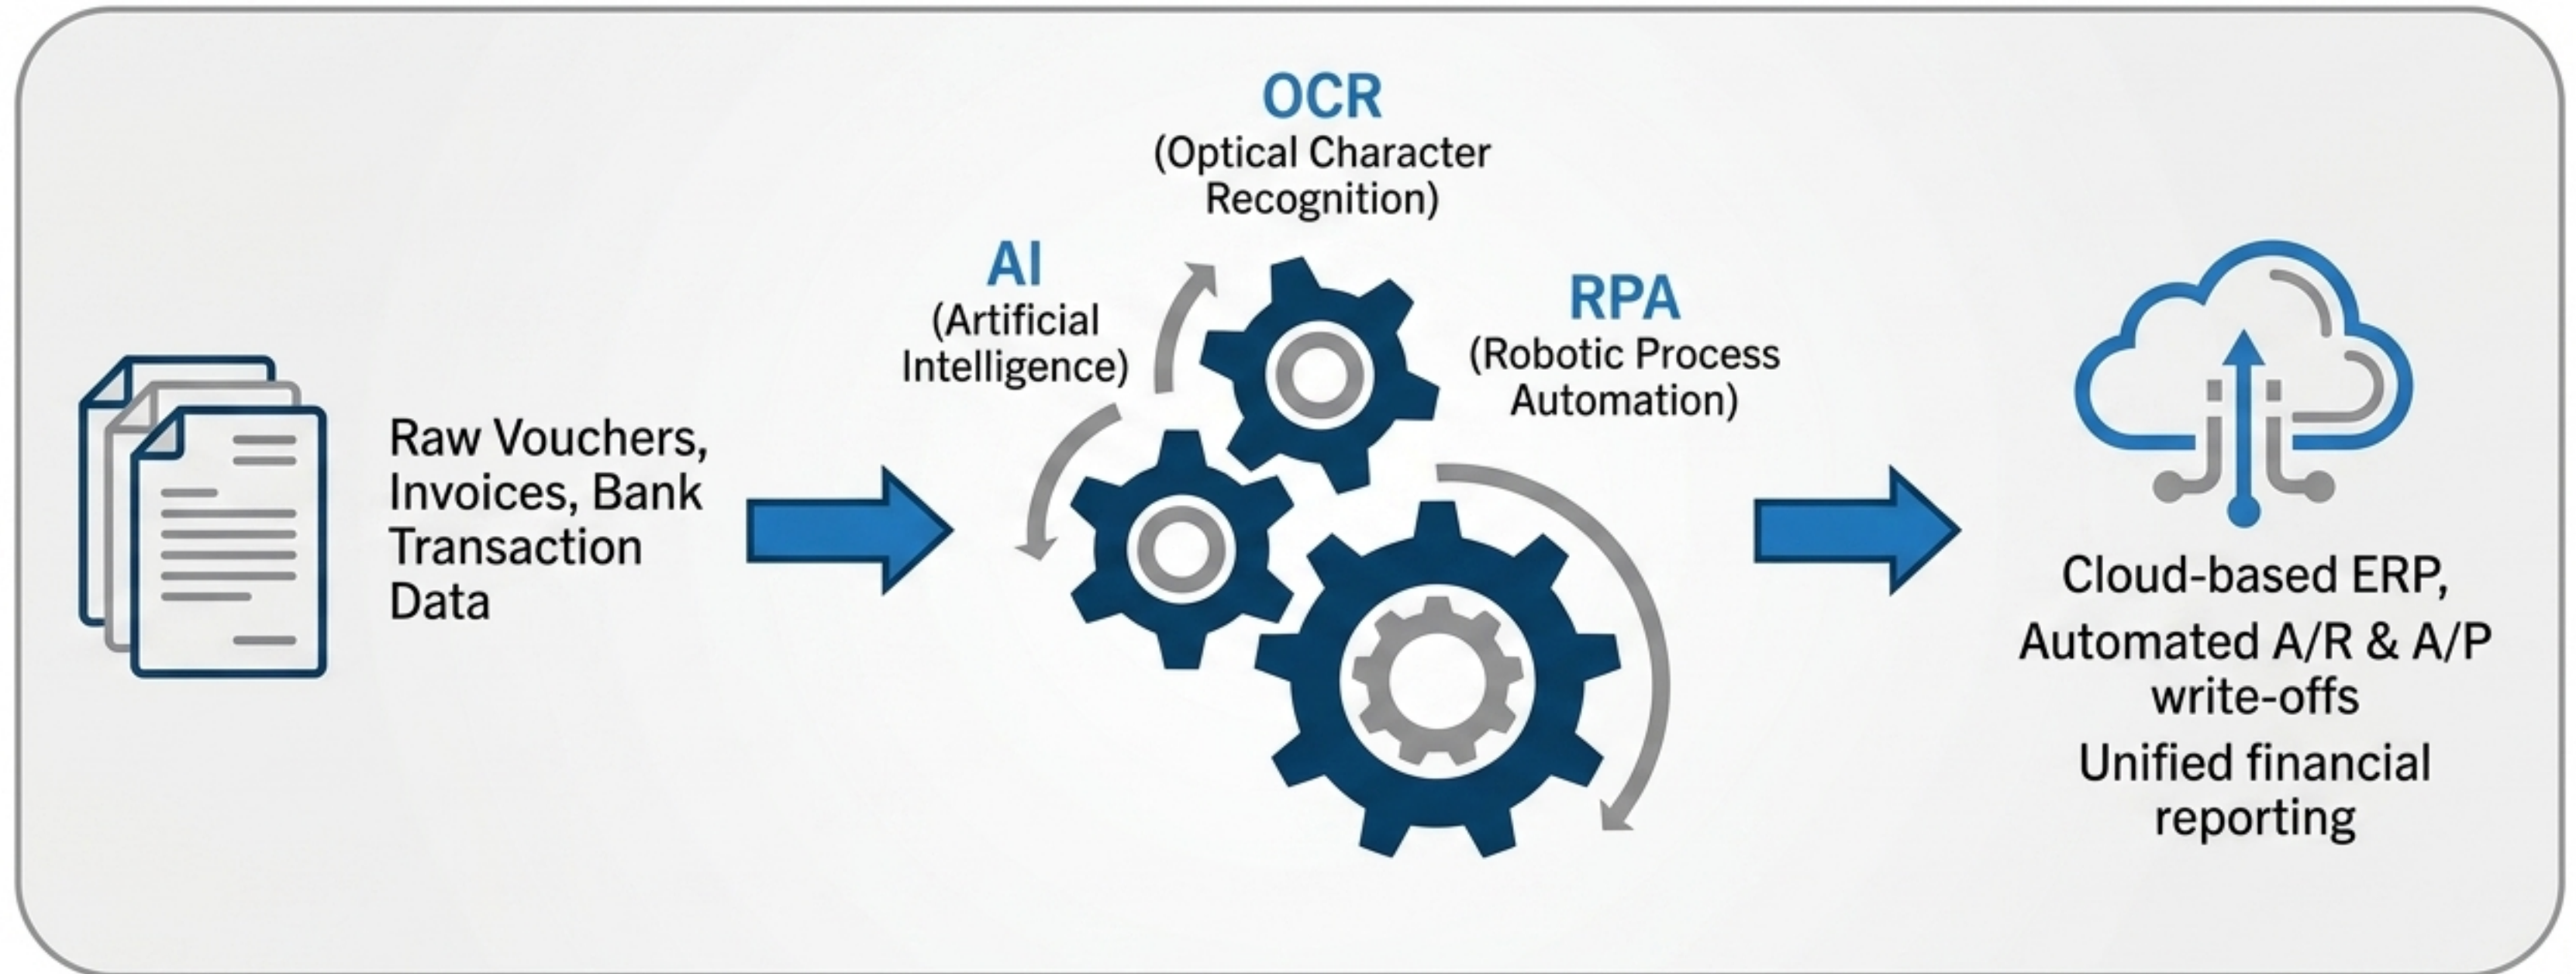 Raw Vouchers,
Invoices, Bank
Transaction
Data
AI
(Artificial
Intelligence)
OCR
(Optical Character
Recognition)
RPA
(Robotic Process
Automation)
Cloud-based ERP,
Automated A/R & A/P
write-offs
Unified financial
reporting